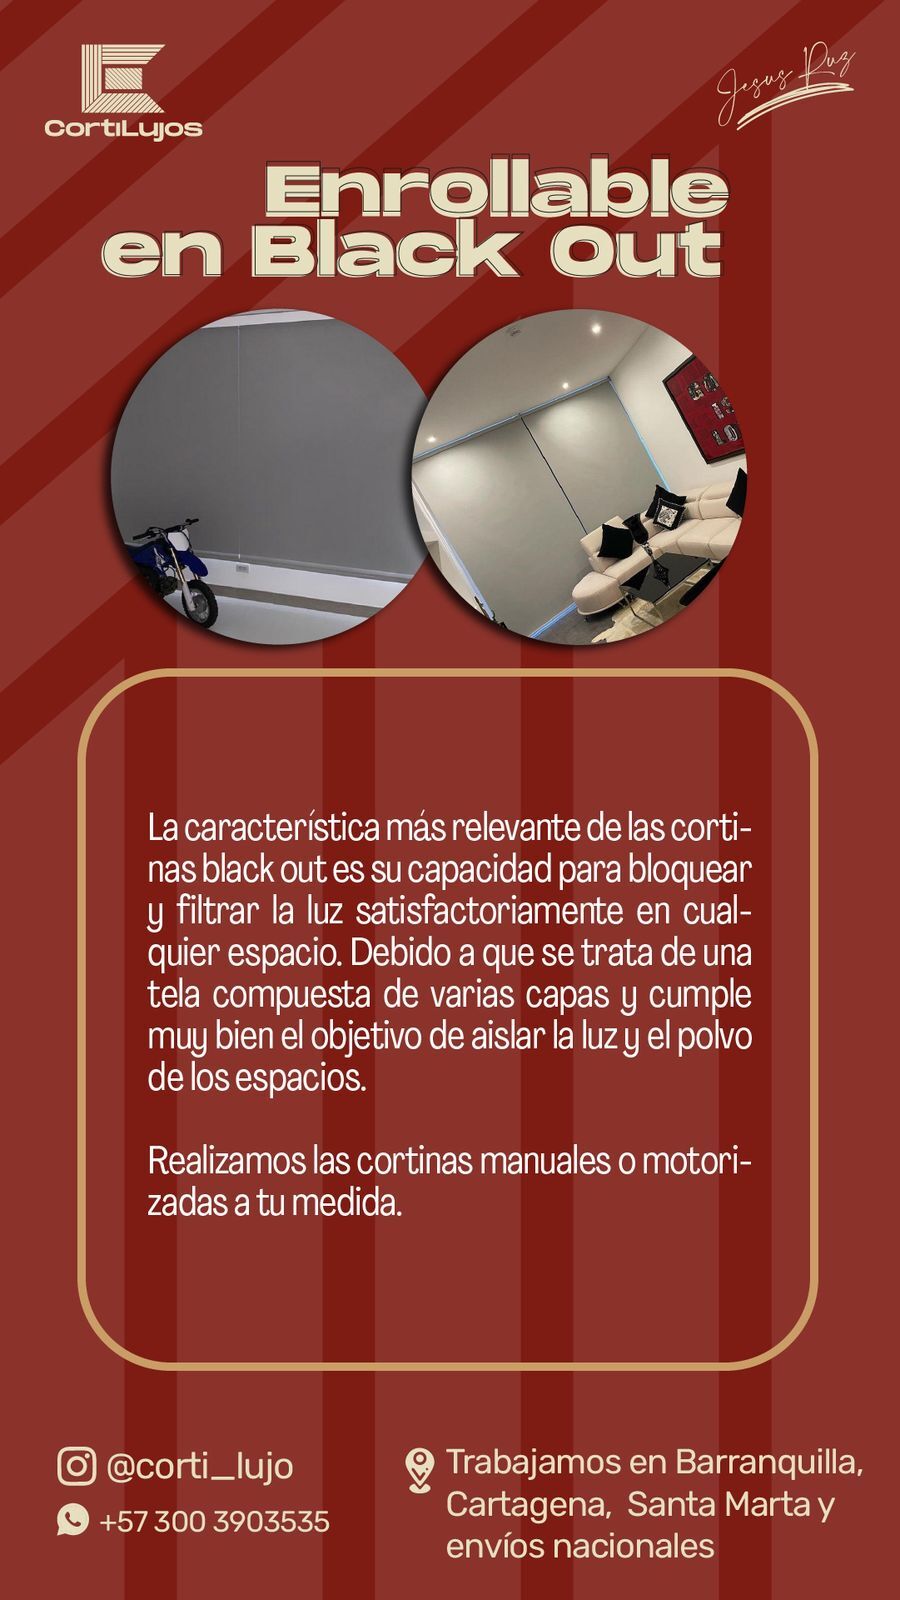 CortiLujos
Jesus Ruz
Enrollable
en Black Out
La característica más relevante de las corti-
nas black out es su capacidad para bloquear
y filtrar la luz satisfactoriamente en cual-
quier espacio. Debido a que se trata de una
tela compuesta de varias capas y cumple
muy bien el objetivo de aislar la luz y el polvo
de los espacios.
Realizamos las cortinas manuales o motori-
zadas a tu medida.
@corti_lujo
+57 300 3903535
Trabajamos en Barranquilla,
Cartagena, Santa Marta y
envíos nacionales